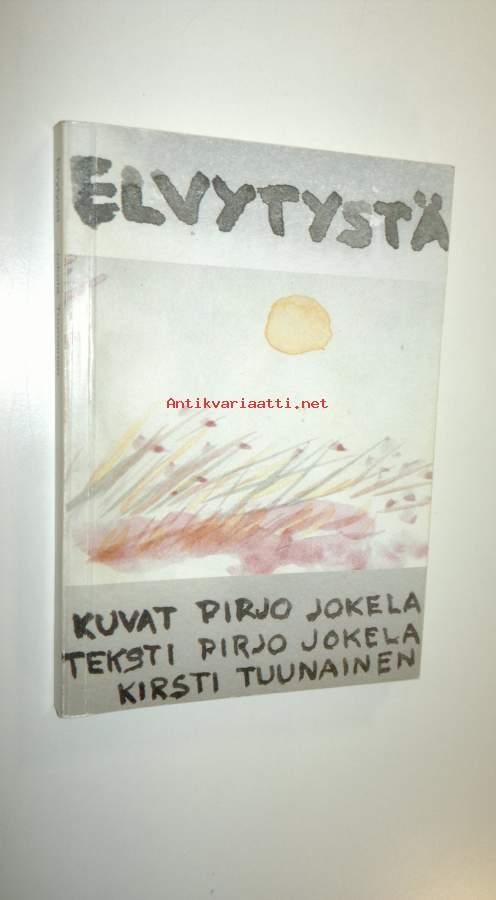 ELVYTYSTÄ
Antikvariaatti.net
KUVAT PIRJO JOKELA
TEKSTI PIRJO JOKELA
KIRSTI TUUNAINEN